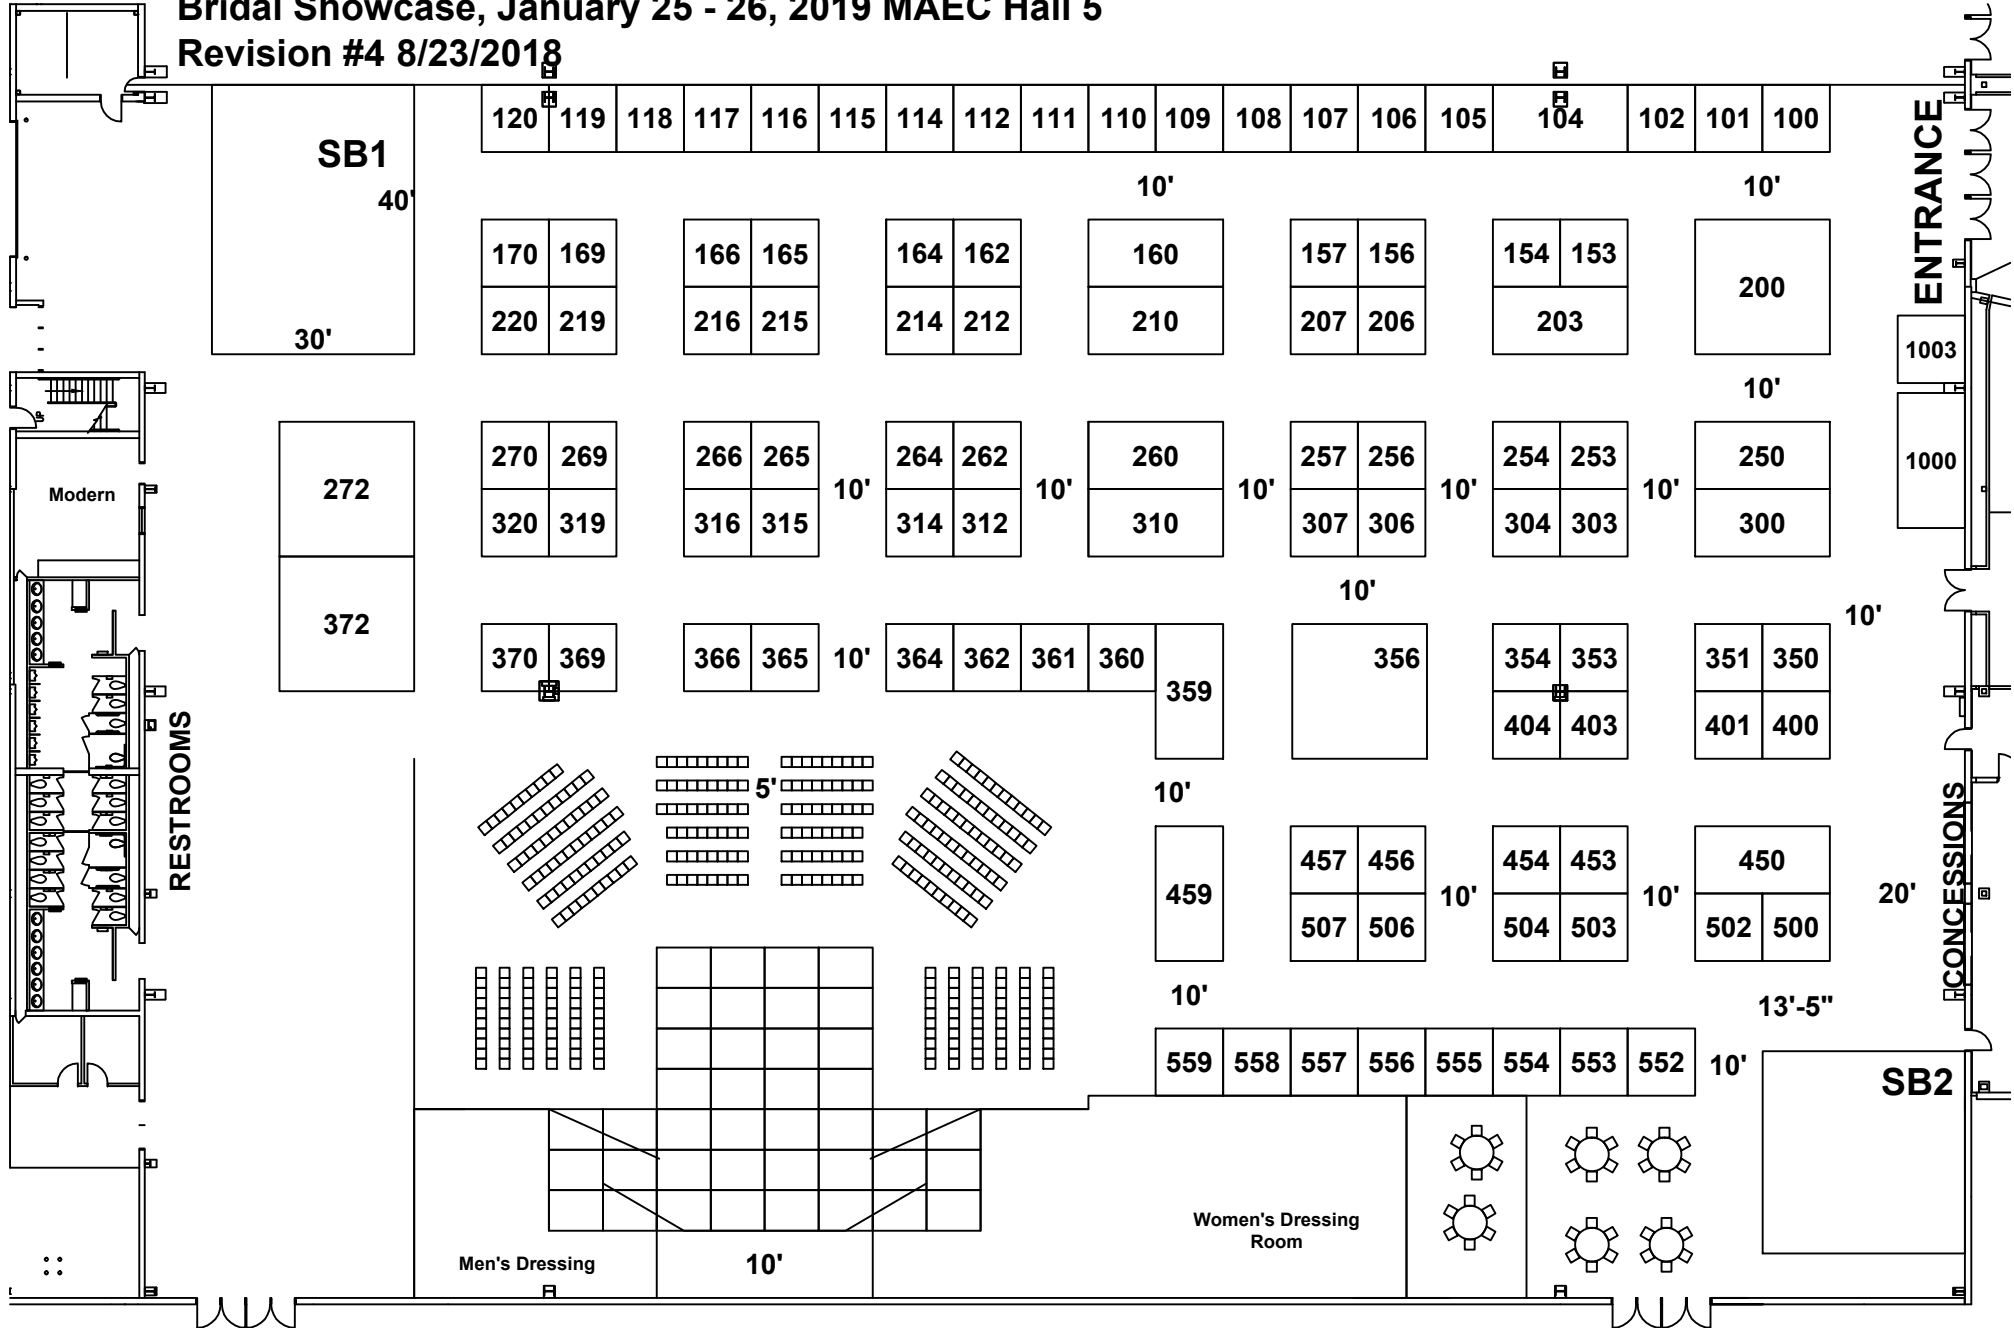 Bridal Showcase, January 25 - 26, 2019 MAEC Hall 5
Revision #4 8/23/2018
120 119 118 117 116 115 114 112 111 110 109 108 107 106 105 104 102 101 100
ENTRANCE
SB1
40'
30'
10' 10'
170 169 166 165 164 162 160 157 156 154 153 200
220 219 216 215 214 212 210 207 206 203
1003
10'
270 269 266 265 264 262 260 257 256 254 253 250
1000
272
Modern
10' 10' 10' 10' 10'
320 319 316 315 314 312 310 307 306 304 303 300
UP
10'
10'
372
370 369 366 365 10' 364 362 361 360 359 356 354 353 351 350
404 403 401 400
RESTROOMS
5'
10'
CONCESSIONS
457 456 454 453 450
459 10' 10' 20'
507 506 504 503 502 500
10' 13'-5"
559 558 557 556 555 554 553 552 10'
SB2
Women's Dressing
Room
Men's Dressing
10'